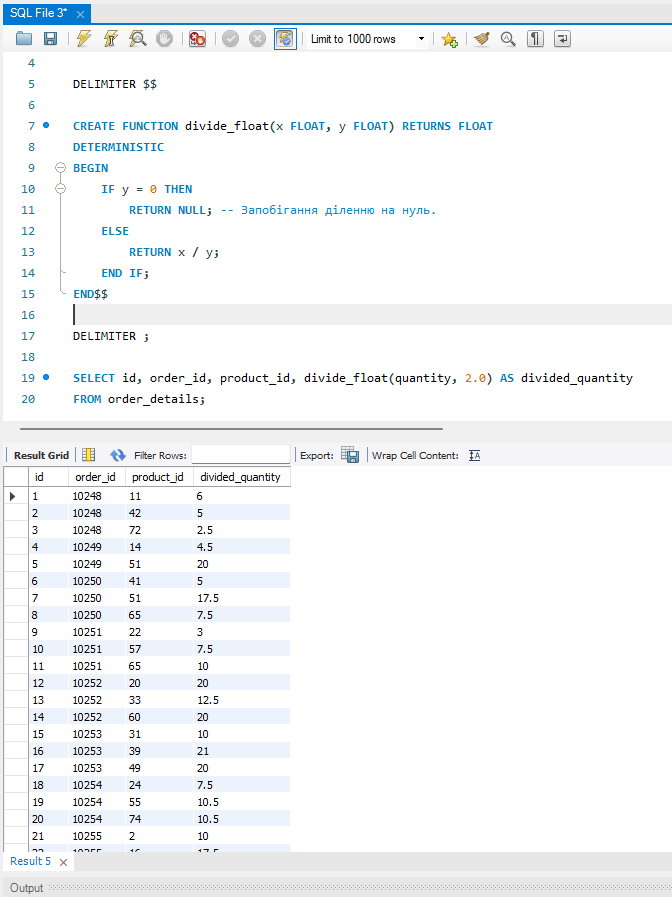 SQL File 3*
Limit to 1000 rows
4
5 DELIMITER $$
6
7 CREATE FUNCTION divide_float(x FLOAT, y FLOAT) RETURNS FLOAT
8 DETERMINISTIC
9 BEGIN
10 IF y = 0 THEN
11 RETURN NULL; -- Запобігання діленню на нуль.
12 ELSE
13 RETURN x / y;
14 END IF;
15 END$$
16
17 DELIMITER ;
18
19 SELECT id, order_id, product_id, divide_float(quantity, 2.0) AS divided_quantity
20 FROM order_details;
Result Grid Filter Rows: Export: Wrap Cell Content:
id order_id product_id divided_quantity
1 10248 11 6
2 10248 42 5
3 10248 72 2.5
4 10249 14 4.5
5 10249 51 20
6 10250 41 5
7 10250 51 17.5
8 10250 65 7.5
9 10251 22 3
10 10251 57 7.5
11 10251 65 10
12 10252 20 20
13 10252 33 12.5
14 10252 60 20
15 10253 31 10
16 10253 39 21
17 10253 49 20
18 10254 24 7.5
19 10254 55 10.5
20 10254 74 10.5
21 10255 2 10
Result 5
Output